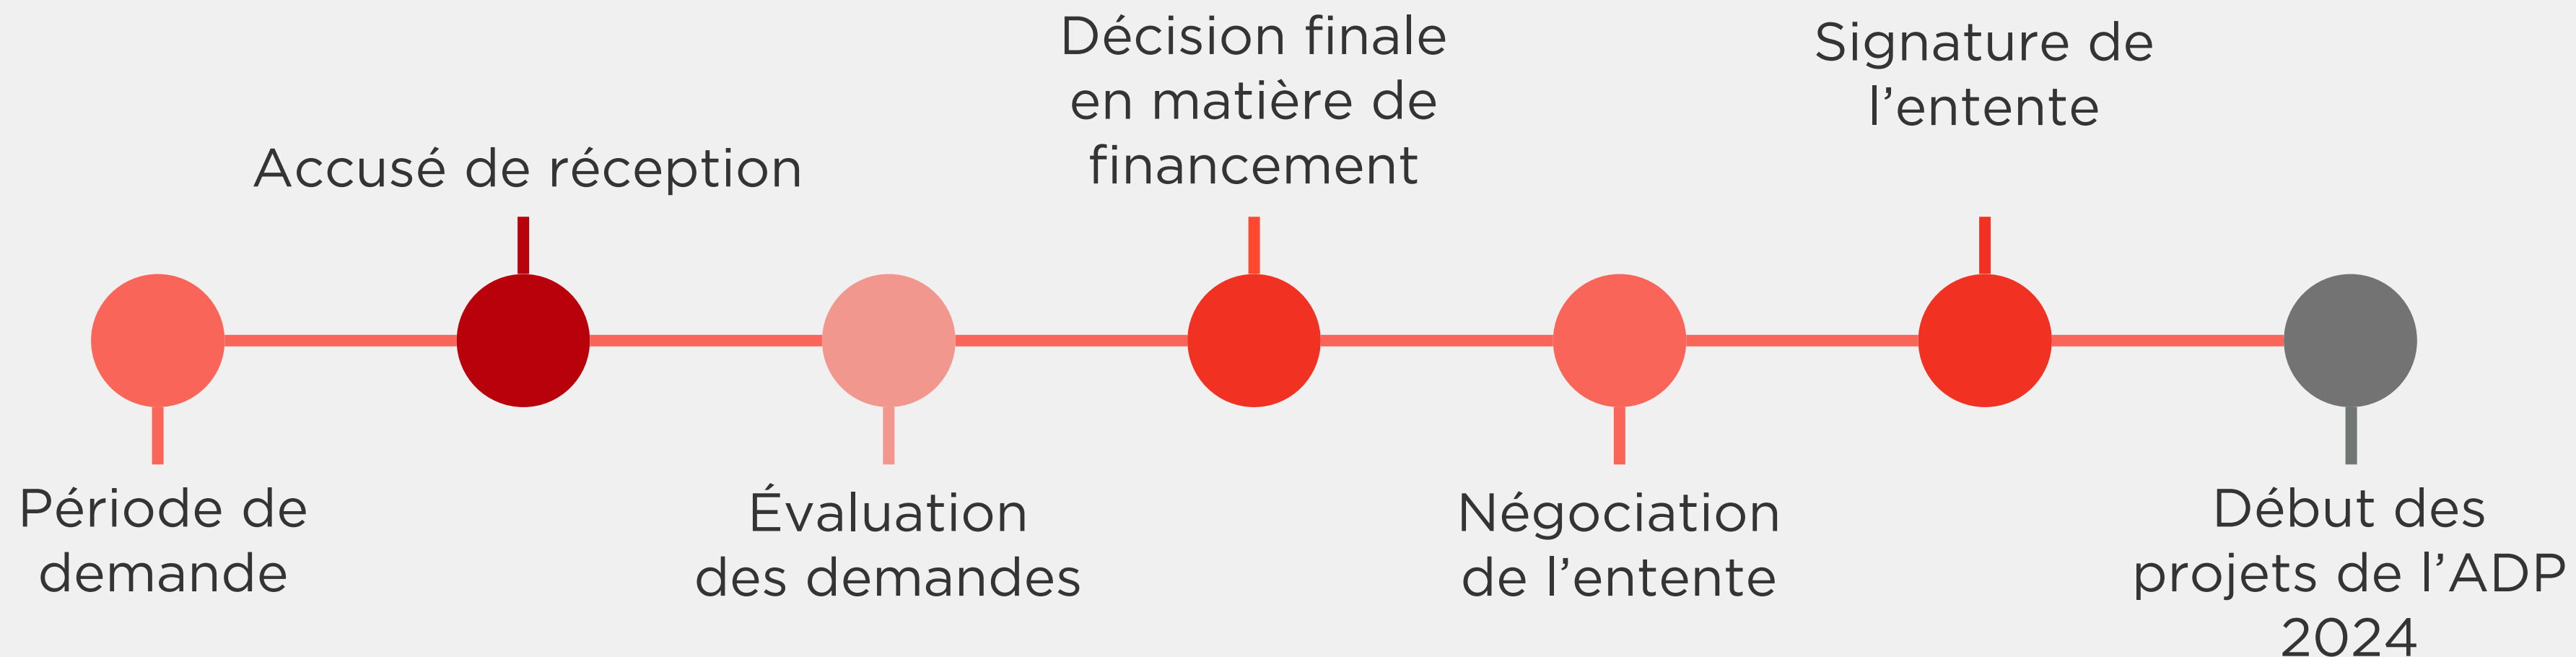 Période de
demande
Accusé de réception
Évaluation
des demandes
Décision finale
en matière de
financement
Négociation
de l’entente
Signature de
l’entente
Début des
projets de l’ADP
2024